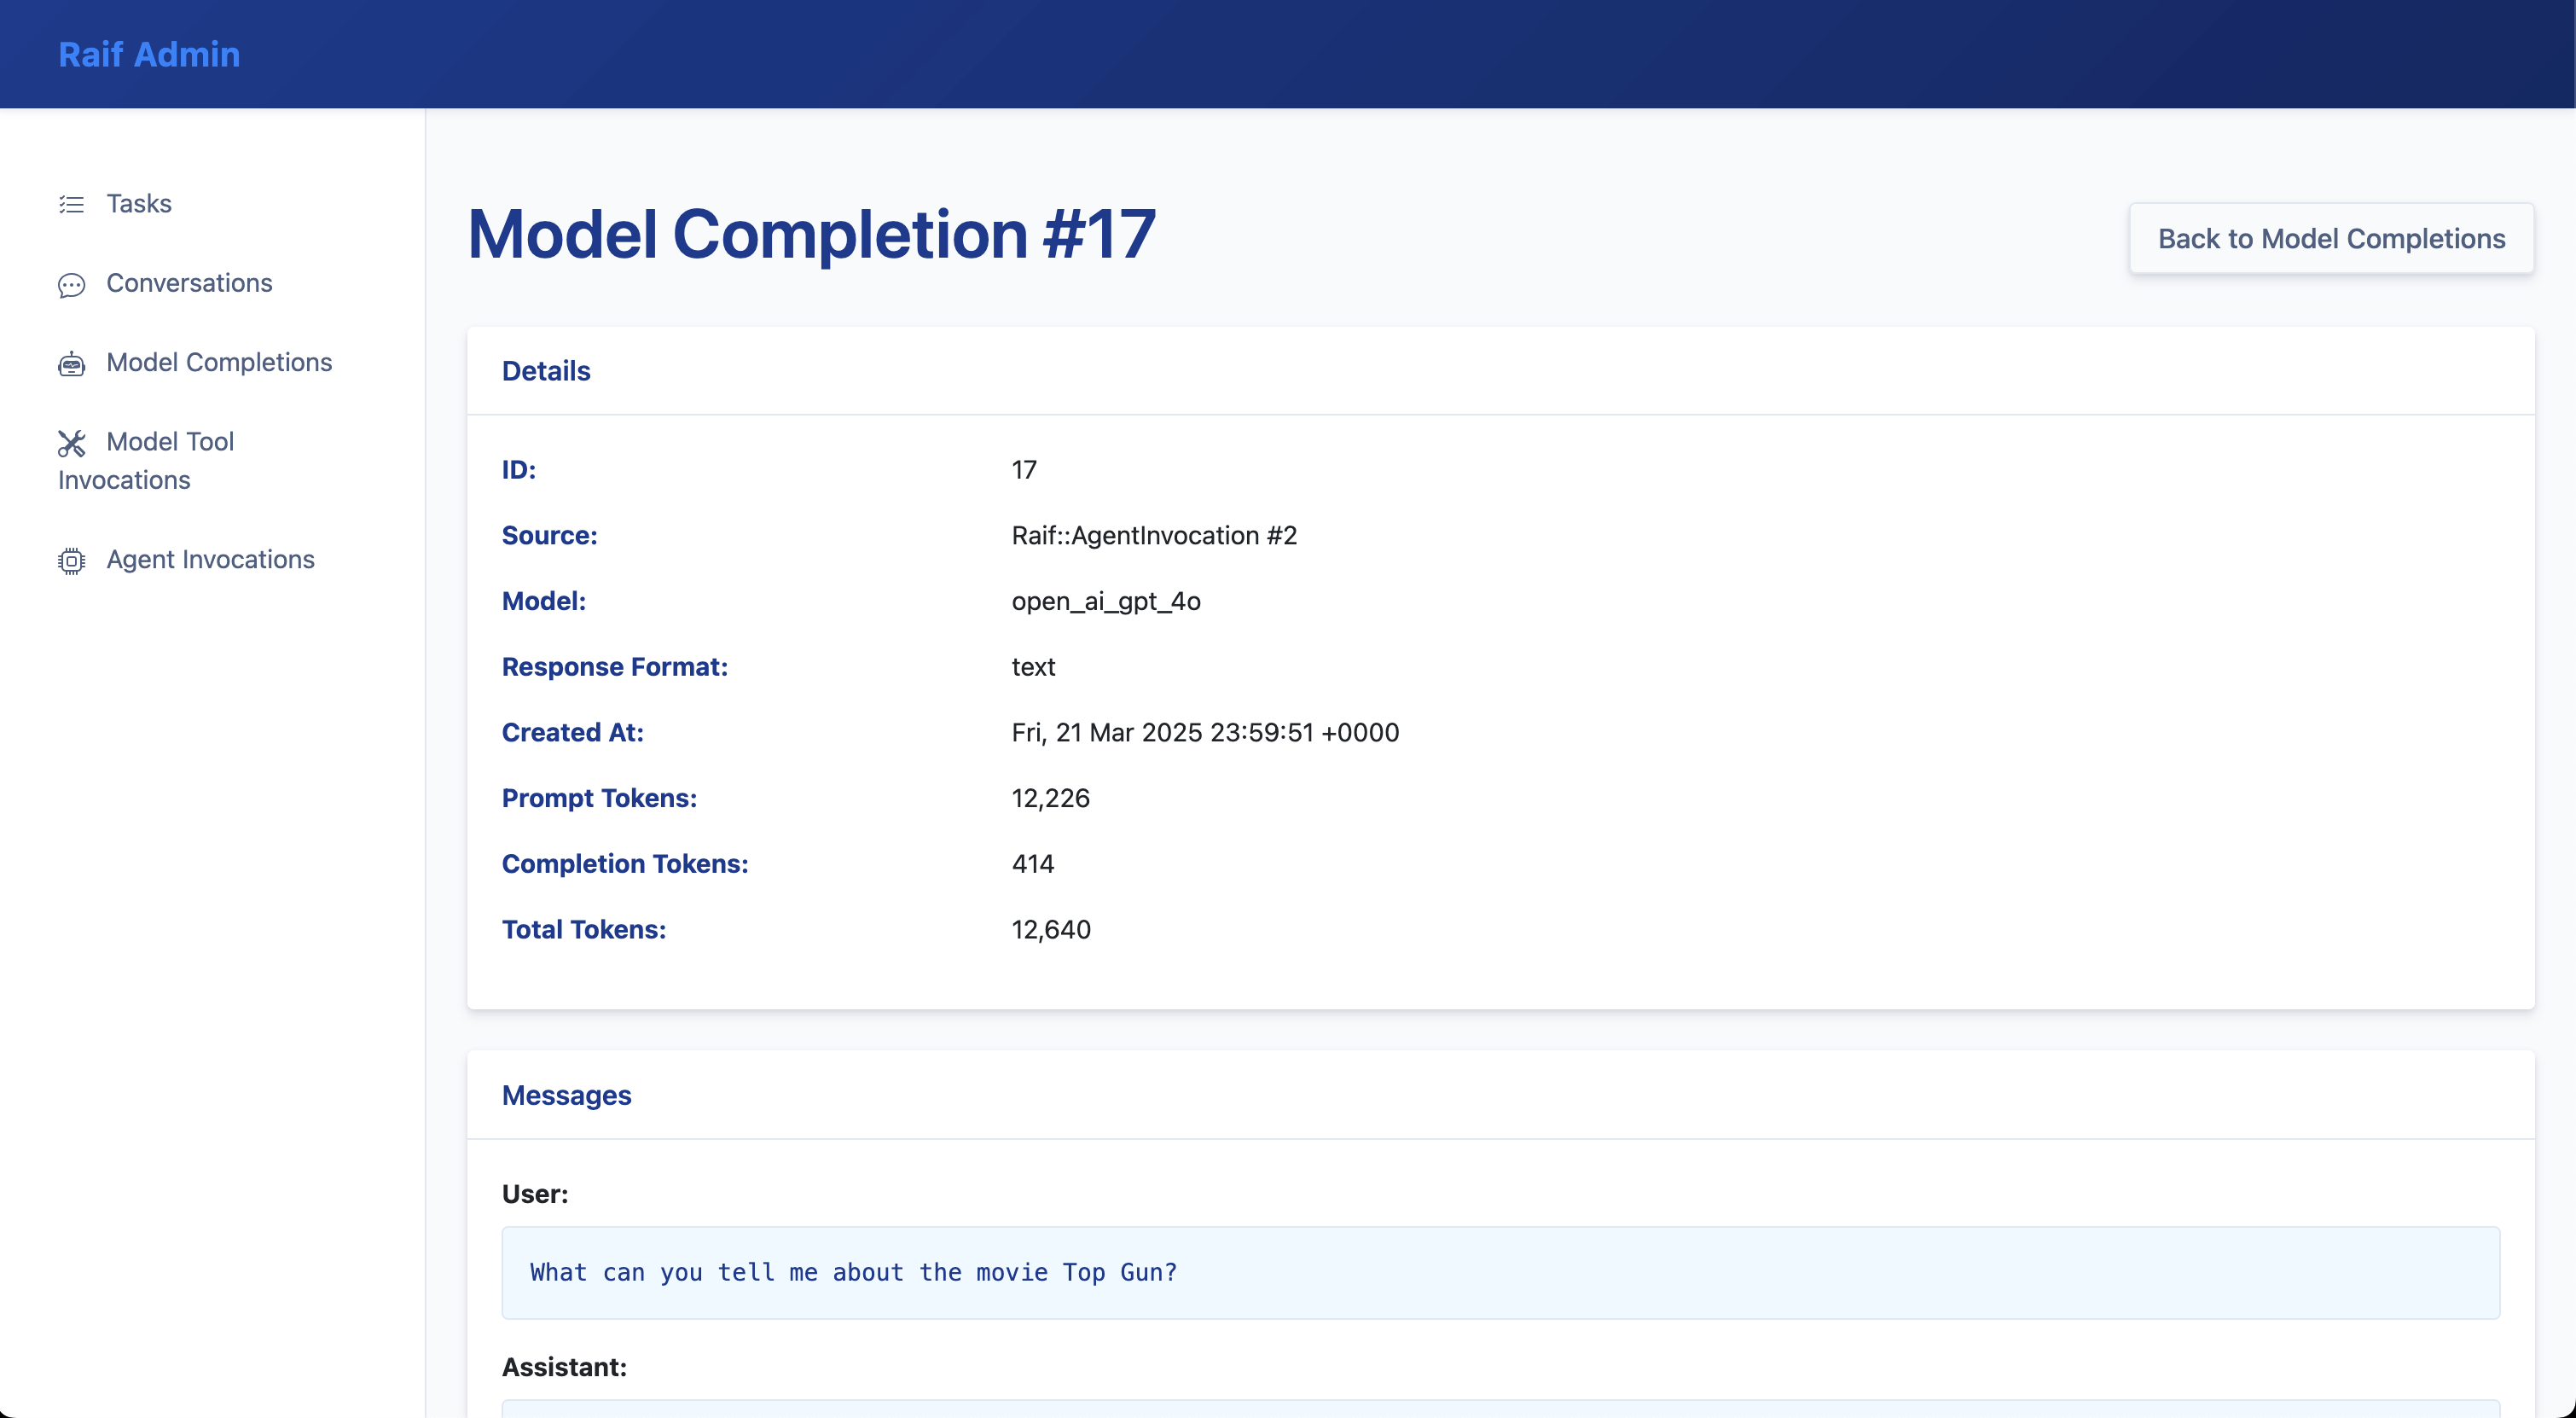 Raif Admin
Tasks
Conversations
Model Completions
Model Tool
Invocations
Agent Invocations
Model Completion #17
Back to Model Completions
Details
ID: 17
Source: Raif::AgentInvocation #2
Model: open_ai_gpt_4o
Response Format: text
Created At: Fri, 21 Mar 2025 23:59:51 +0000
Prompt Tokens: 12,226
Completion Tokens: 414
Total Tokens: 12,640
Messages
User:
What can you tell me about the movie Top Gun?
Assistant: